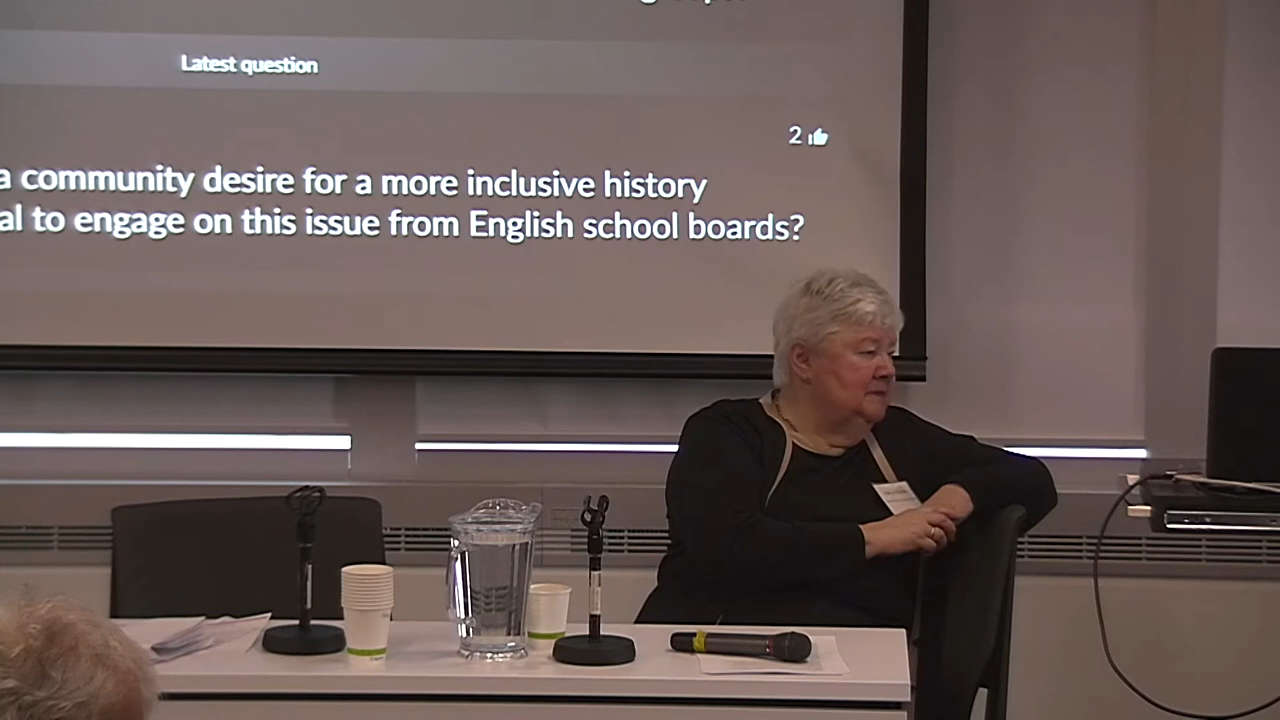 Latest question
2
a community desire for a more inclusive history
al to engage on this issue from English school boards?